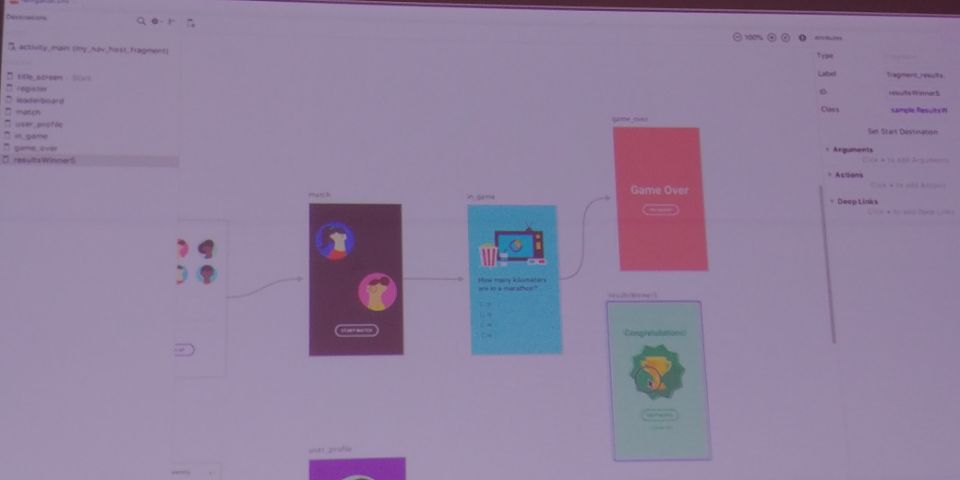 Destinations
activity_main (my_nav_host_fragment)
title_screen - Start
register
leaderboard
match
user_profile
in_game
game_over
resultsWinner5
100%
Attributes
Type
Label fragment_results.
ID resultsWinner5
Class sample.ResultsW
Set Start Destination
Arguments
Click + to add Arguments
Actions
Click + to add Actions
Deep Links
Click + to add Deep Links
match
START MATCH
in_game
How many kilometers
are in a marathon?
game_over
Game Over
resultsWinner5
Congratulations!
user_profile